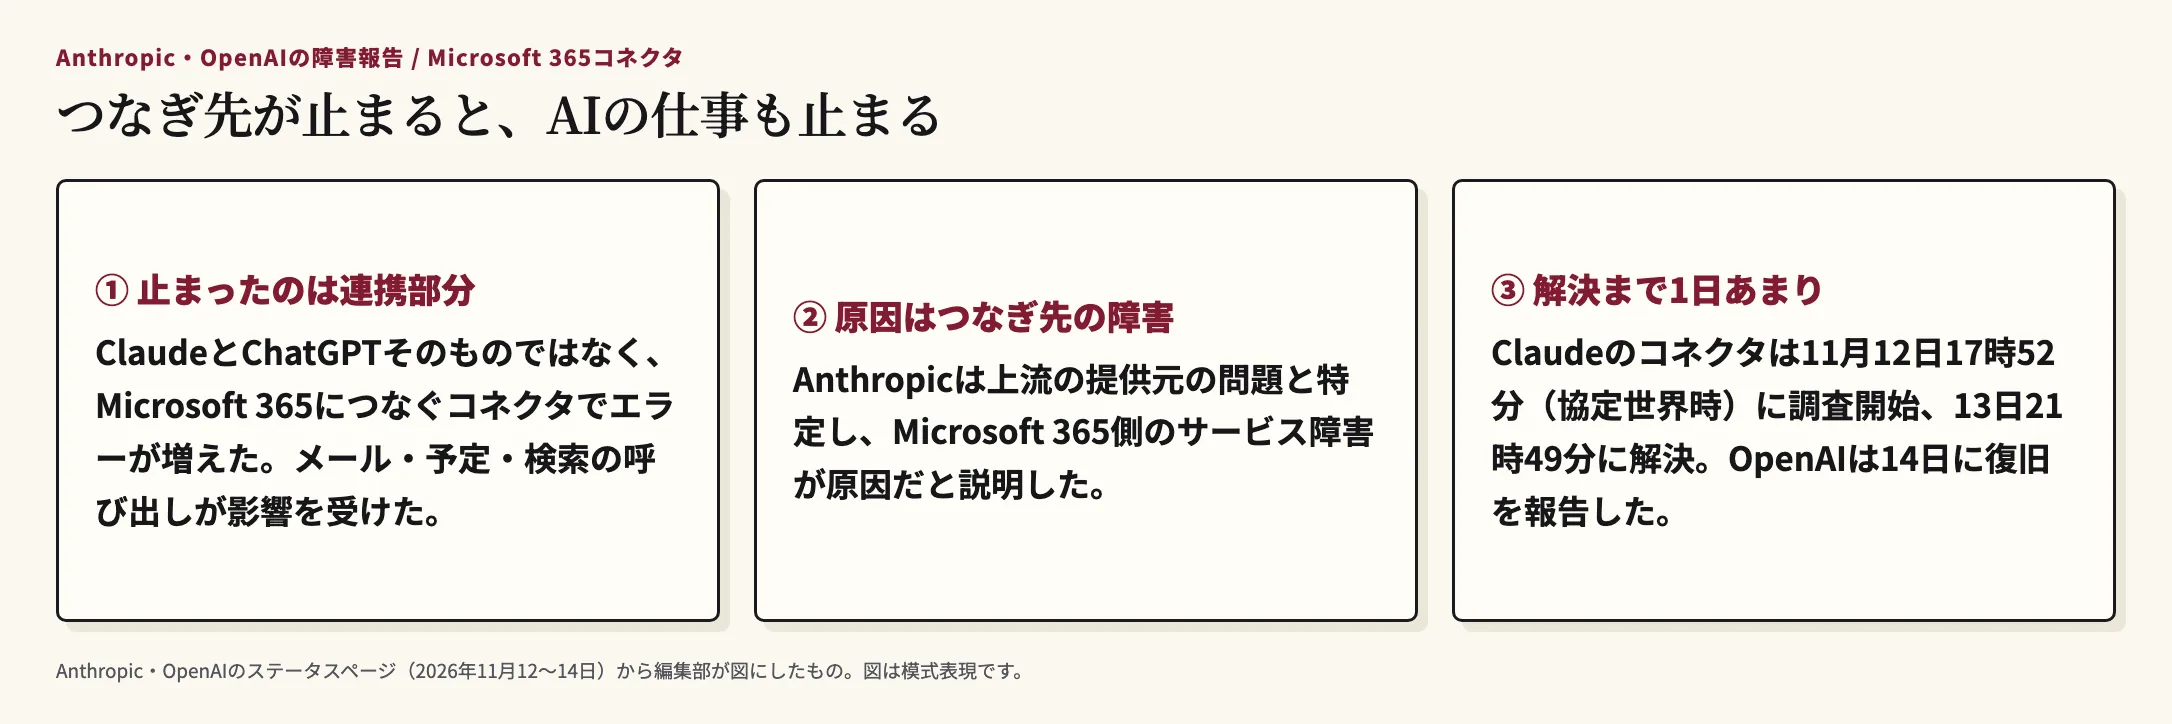 Anthropic・OpenAIの障害報告 / Microsoft 365コネクタ
つなぎ先が止まると、AIの仕事も止まる
① 止まったのは連携部分
ClaudeとChatGPTそのものではなく、
Microsoft 365につなぐコネクタでエラ
ーが増えた。メール・予定・検索の呼
び出しが影響を受けた。
② 原因はつなぎ先の障害
Anthropicは上流の提供元の問題と特
定し、Microsoft 365側のサービス障害
が原因だと説明した。
③ 解決まで1日あまり
Claudeのコネクタは11月12日17時52
分（協定世界時）に調査開始、13日21
時49分に解決。OpenAIは14日に復旧
を報告した。
Anthropic・OpenAIのステータスページ（2026年11月12〜14日）から編集部が図にしたもの。図は模式表現です。